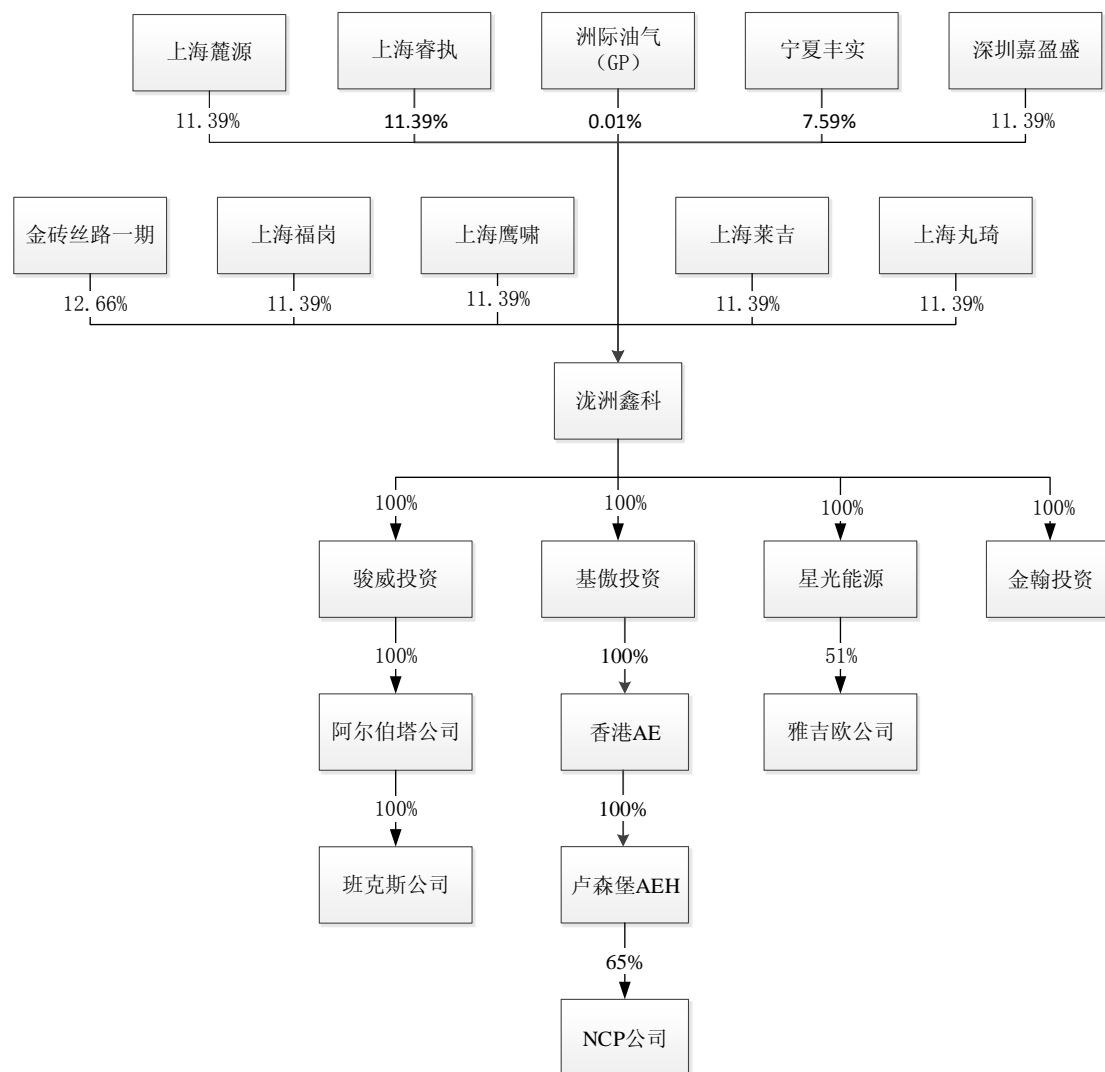 上海麓源
上海睿执
洲际油气
（GP）
宁夏丰实
深圳嘉盈盛
11.39%
11.39%
0.01%
7.59%
11.39%
金砖丝路一期
上海福岗
上海鹰啸
上海莱吉
上海丸琦
12.66%
11.39%
11.39%
11.39%
11.39%
泷洲鑫科
100%
100%
100%
100%
骏威投资
基傲投资
星光能源
金翰投资
100%
100%
51%
阿尔伯塔公司
香港AE
雅吉欧公司
100%
100%
班克斯公司
卢森堡AEH
65%
NCP公司